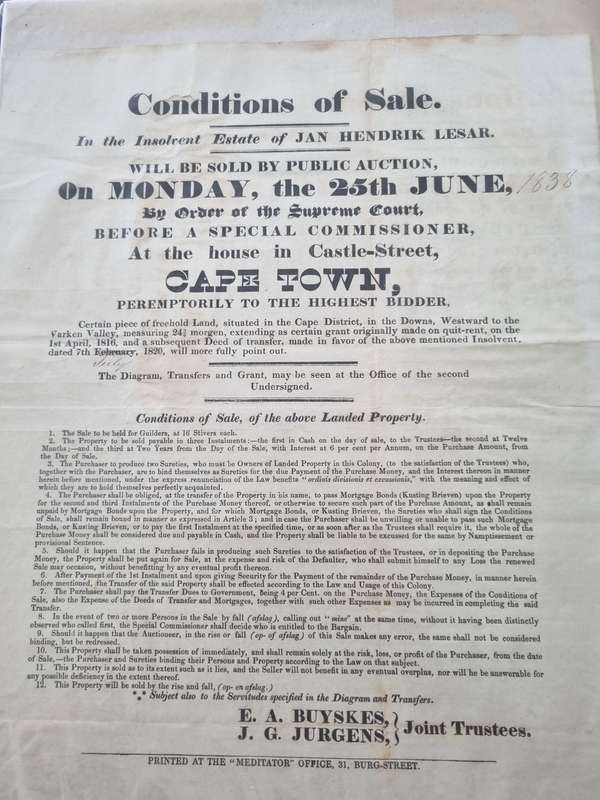 Conditions of Sale.
In the Insolvent Estate of JAN HENDRIK LESAR.
WILL BE SOLD BY PUBLIC AUCTION,
On MONDAY, the 25th JUNE, 1838
By Order of the Supreme Court,
BEFORE A SPECIAL COMMISSIONER,
At the house in Castle-Street,
CAPE TOWN,
PEREMPTORILY TO THE HIGHEST BIDDER,
Certain piece of freehold Land, situated in the Cape District, in the Downs, Westward to the
Varken Valley, measuring 24½ morgen, extending as certain grant originally made on quit-rent, on the
1st April, 1816, and a subsequent Deed of transfer, made in favor of the above mentioned Insolvent,
dated 7th February, 1820, will more fully point out.
July
The Diagram, Transfers and Grant, may be seen at the Office of the second
Undersigned.
Conditions of Sale, of the above Landed Property.
1. The Sale to be held for Guilders, at 16 Stivers each.
2. The Property to be sold payable in three Instalments:—the first in Cash on the day of sale, to the Trustees—the second at Twelve
Months;—and the third at Two Years from the Day of the Sale, with Interest at 6 per cent per Annum, on the Purchase Amount, from
the Day of Sale.
3. The Purchaser to produce two Sureties, who must be Owners of Landed Property in this Colony, (to the satisfaction of the Trustees) who,
together with the Purchaser, are to bind themselves as Sureties for the due Payment of the Purchase Money, and the Interest thereon in manner
herein before mentioned, under the express renunciation of the Law benefits "ordinis divisionis et excussionis," with the meaning and effect of
which they are to hold themselves perfectly acquainted.
4. The Purchaser shall be obliged, at the transfer of the Property in his name, to pass Mortgage Bonds (Kusting Brieven) upon the Property
for the second and third Instalments of the Purchase Money thereof, or otherwise to secure such part of the Purchase Amount, as shall remain
unpaid by Mortgage Bonds upon the Property, and for which Mortgage Bonds, or Kusting Brieven, the Sureties who shall sign the Conditions
of Sale, shall remain bound in manner as expressed in Article 3; and in case the Purchaser shall be unwilling or unable to pass such Mortgage
Bonds, or Kusting Brieven, or to pay the first Instalment at the specified time, or as soon after as the Trustees shall require it, the whole of the
Purchase Money shall be considered due and payable in Cash, and the Property shall be liable to be excussed for the same by Namptissement or
provisional Sentence.
5. Should it happen that the Purchaser fails in producing such Sureties to the satisfaction of the Trustees, or in depositing the Purchase
Money, the Property shall be put again for Sale, at the expense and risk of the Defaulter, who shall submit himself to any Loss the renewed
Sale may occasion, without benefitting by any eventual profit thereon.
6. After Payment of the 1st Instalment and upon giving Security for the Payment of the remainder of the Purchase Money, in manner herein
before mentioned, the Transfer of the said Property shall be effected according to the Law and Usage of this Colony.
7. The Purchaser shall pay the Transfer Dues to Government, being 4 per Cent. on the Purchase Money, the Expenses of the Conditions of
Sale, also the Expense of the Deeds of Transfer and Mortgages, together with such other Expenses as may be incurred in completing the said
Transfer.
8. In the event of two or more Persons in the Sale by fall (afslag), calling out "mine" at the same time, without it having been distinctly
observed who called first, the Special Commissioner shall decide who is entitled to the Bargain.
9. Should it happen that the Auctioneer, in the rise or fall (op- of afslag) of this Sale makes any error, the same shall not be considered
binding, but be redressed.
10. This Property shall be taken possession of immediately, and shall remain solely at the risk, loss, or profit of the Purchaser, from the date
of Sale,—the Purchaser and Sureties binding their Persons and Property according to the Law on that subject.
11. This Property is sold as to its extent such as it lies, and the Seller will not benefit in any eventual overplus, nor will he be answerable for
any possible deficiency in the extent thereof.
12. This Property will be sold by the rise and fall, (op- en afslag.)
*⁎* Subject also to the Servitudes specified in the Diagram and Transfers.
E. A. BUYSKES,
J. G. JURGENS, } Joint Trustees.
PRINTED AT THE "MEDITATOR" OFFICE, 31, BURG-STREET.